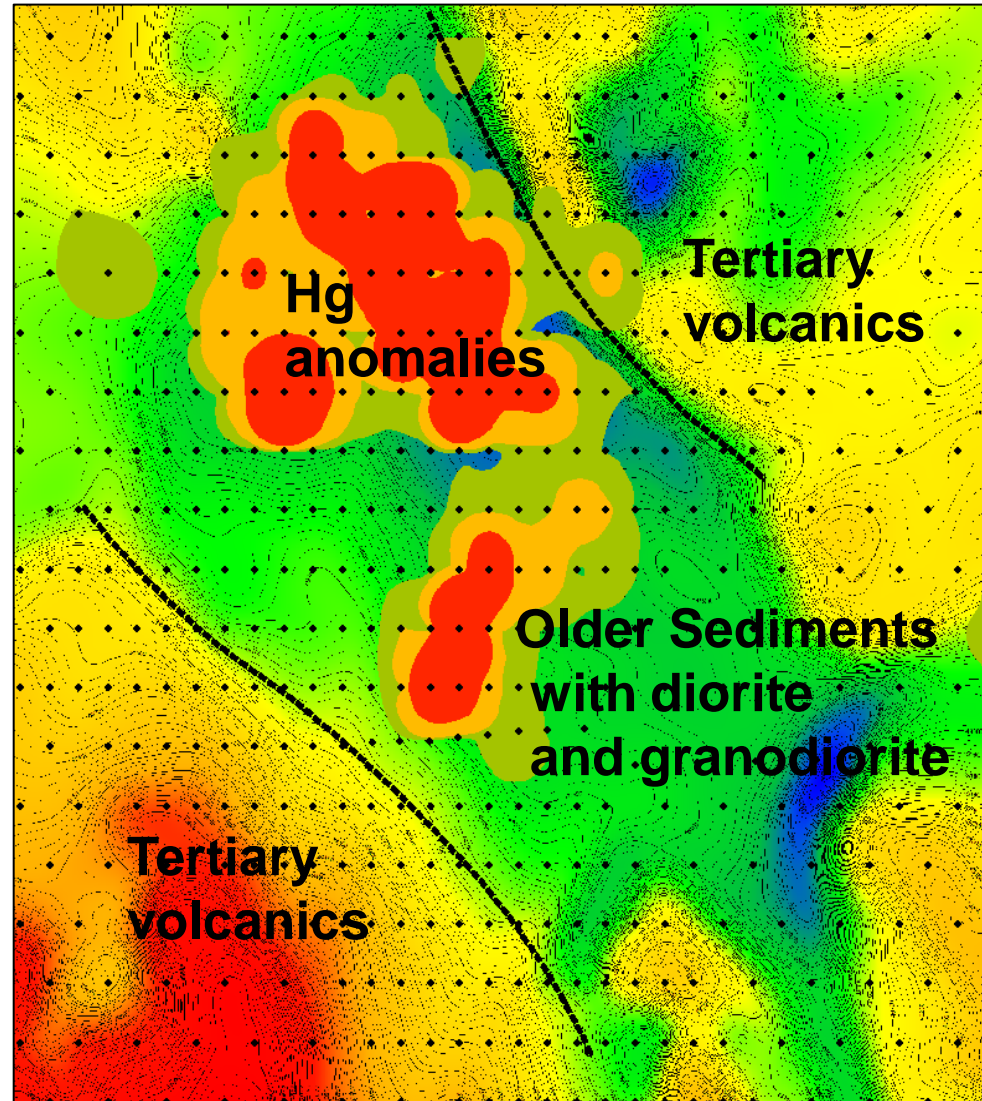 Tertiary
volcanics
Hg
anomalies
Older Sediments
with diorite
and granodiorite
Tertiary
volcanics